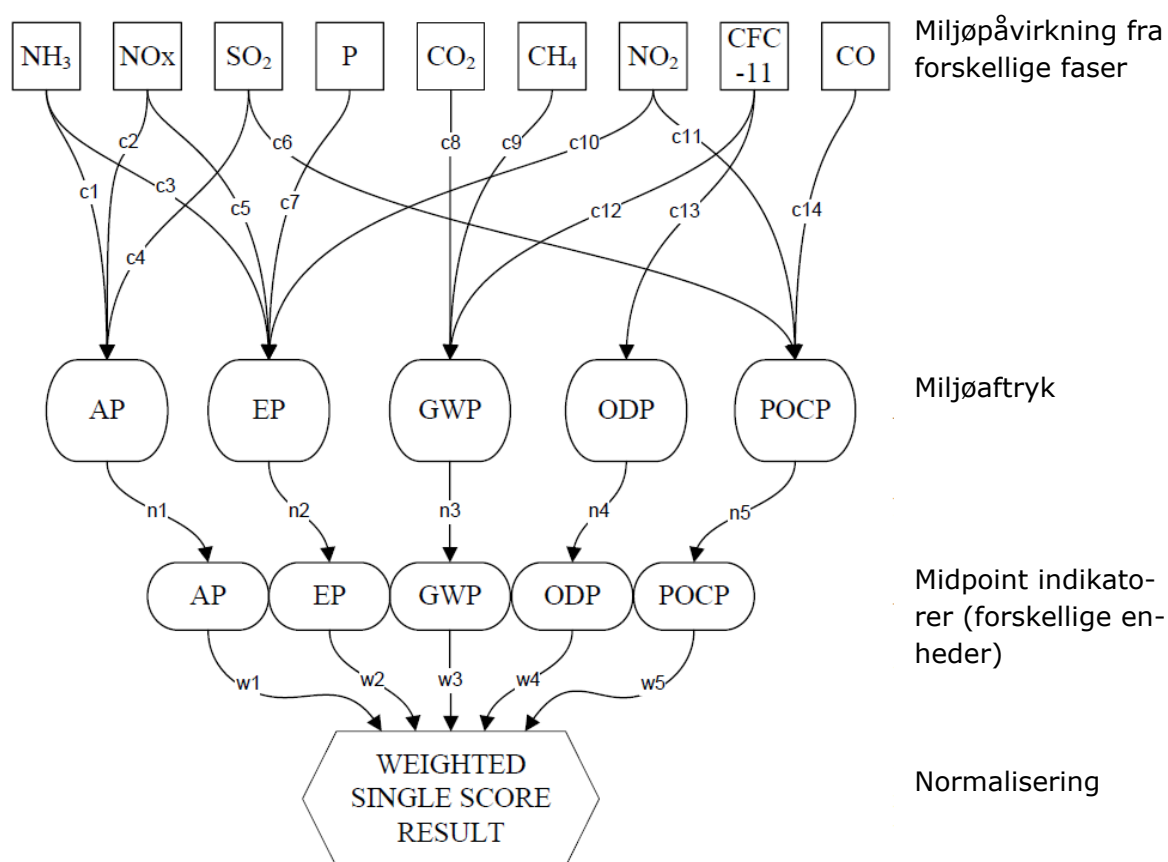 NH₃ NOx SO₂ P CO₂ CH₄ NO₂ CFC
-11 CO
Miljøpåvirkning fra
forskellige faser
c1 c2 c3 c4 c5 c6 c7 c8 c9 c10 c11 c12 c13 c14
AP EP GWP ODP POCP
Miljøaftryk
n1 n2 n3 n4 n5
AP EP GWP ODP POCP
Midpoint indikato-
rer (forskellige en-
heder)
w1 w2 w3 w4 w5
WEIGHTED
SINGLE SCORE
RESULT
Normalisering